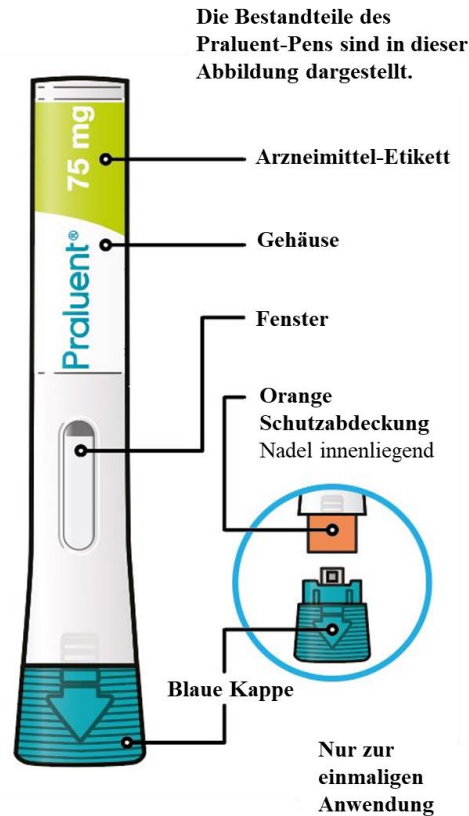 Die Bestandteile des
Praluent-Pens sind in dieser
Abbildung dargestellt.
75 mg
Praluent®
Arzneimittel-Etikett
Gehäuse
Fenster
Orange
Schutzabdeckung
Nadel innenliegend
Blaue Kappe
Nur zur
einmaligen
Anwendung